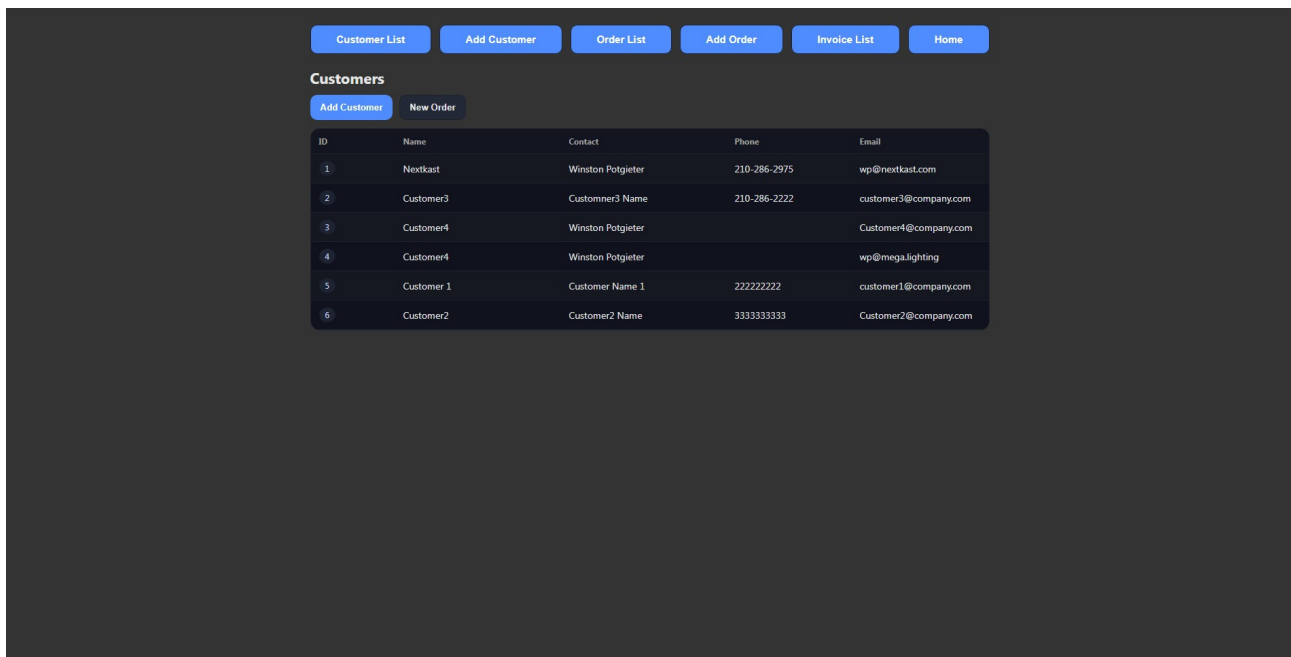 Customer List Add Customer Order List Add Order Invoice List Home
Customers
Add Customer New Order
ID Name Contact Phone Email
1 Nextkast Winston Potgieter 210-286-2975 wp@nextkast.com
2 Customer3 Customner3 Name 210-286-2222 customer3@company.com
3 Customer4 Winston Potgieter Customer4@company.com
4 Customer4 Winston Potgieter wp@mega.lighting
5 Customer 1 Customer Name 1 222222222 customer1@company.com
6 Customer2 Customer2 Name 3333333333 Customer2@company.com